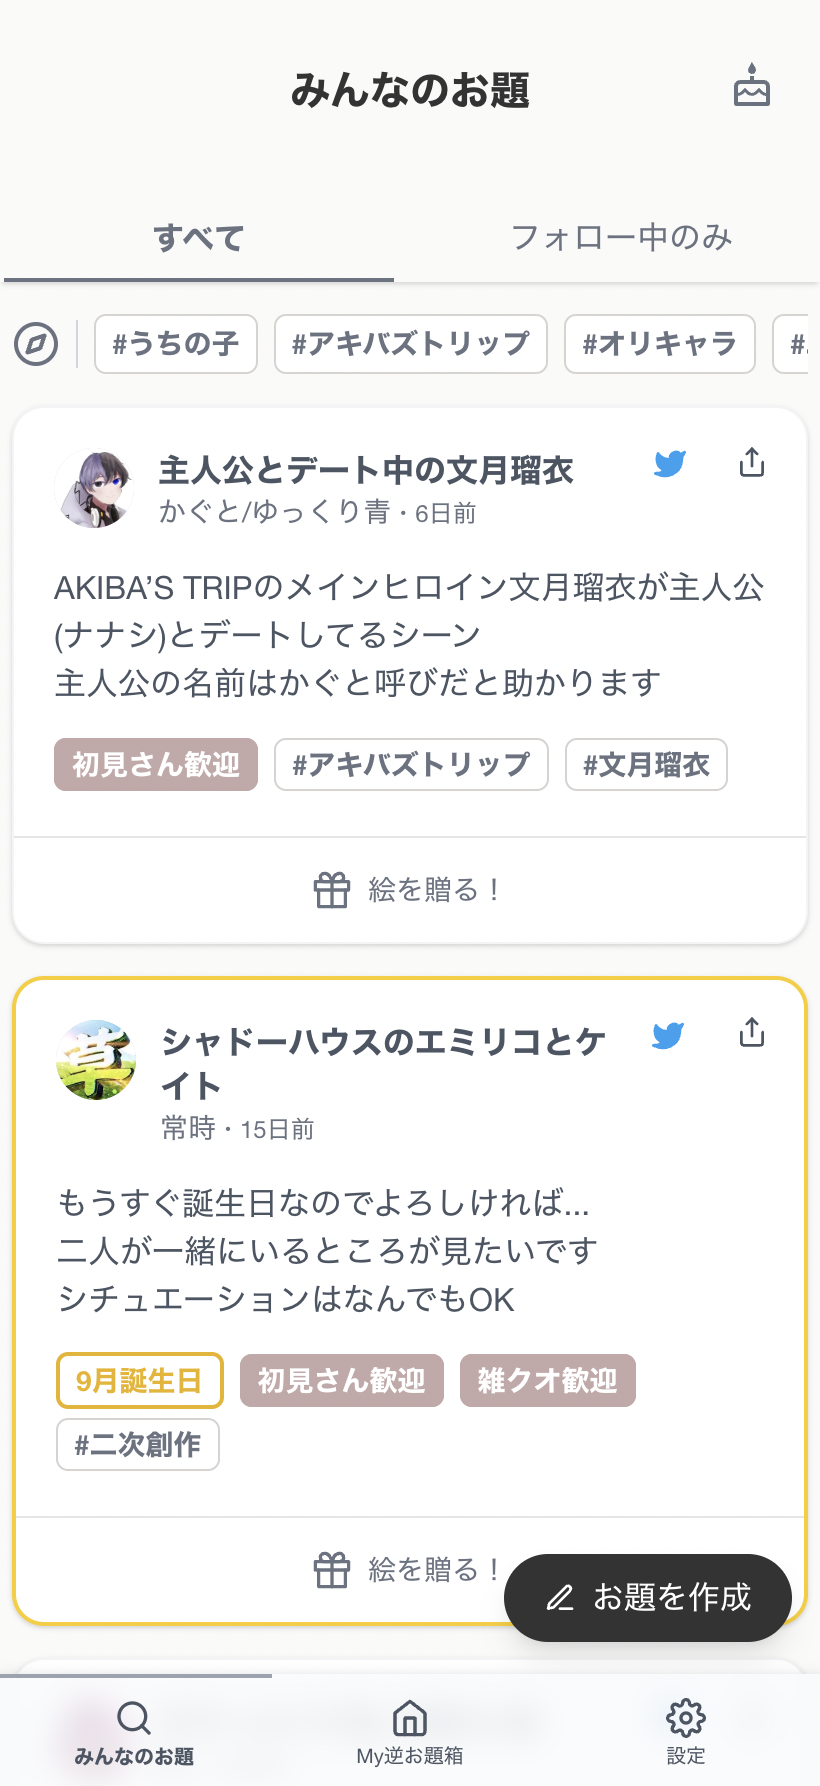 みんなのお題
すべて
フォロー中のみ
#うちの子
#アキバズトリップ
#オリキャラ
#
主人公とデート中の文月瑠衣
かぐと/ゆっくり青・6日前
AKIBA’S TRIPのメインヒロイン文月瑠衣が主人公
(ナナシ)とデートしてるシーン
主人公の名前はかぐと呼びだと助かります
初見さん歓迎
#アキバズトリップ
#文月瑠衣
絵を贈る！
草
シャドーハウスのエミリコとケ
イト
常時・15日前
もうすぐ誕生日なのでよろしければ...
二人が一緒にいるところが見たいです
シチュエーションはなんでもOK
9月誕生日
初見さん歓迎
雑クオ歓迎
#二次創作
絵を贈る！
お題を作成
みんなのお題
My逆お題箱
設定